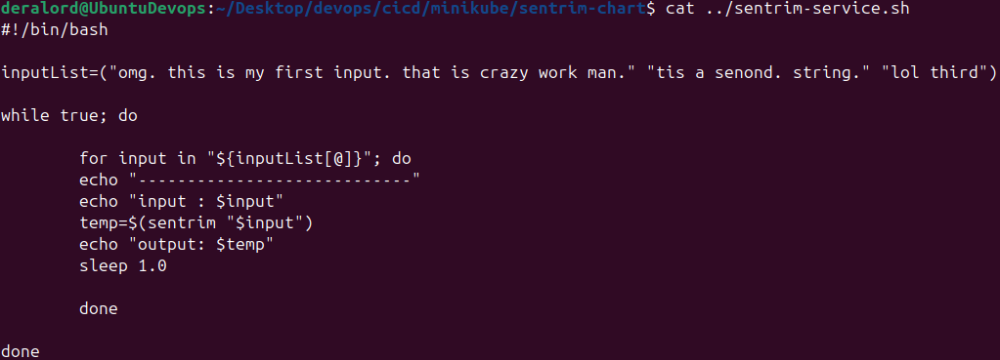 deralord@UbuntuDevops:~/Desktop/devops/cicd/minikube/sentrim-chart$ cat ../sentrim-service.sh
#!/bin/bash
inputList=("omg. this is my first input. that is crazy work man." "tis a senond. string." "lol third")
while true; do
for input in "${inputList[@]}"; do
echo "----------------------------"
echo "input : $input"
temp=$(sentrim "$input")
echo "output: $temp"
sleep 1.0
done
done